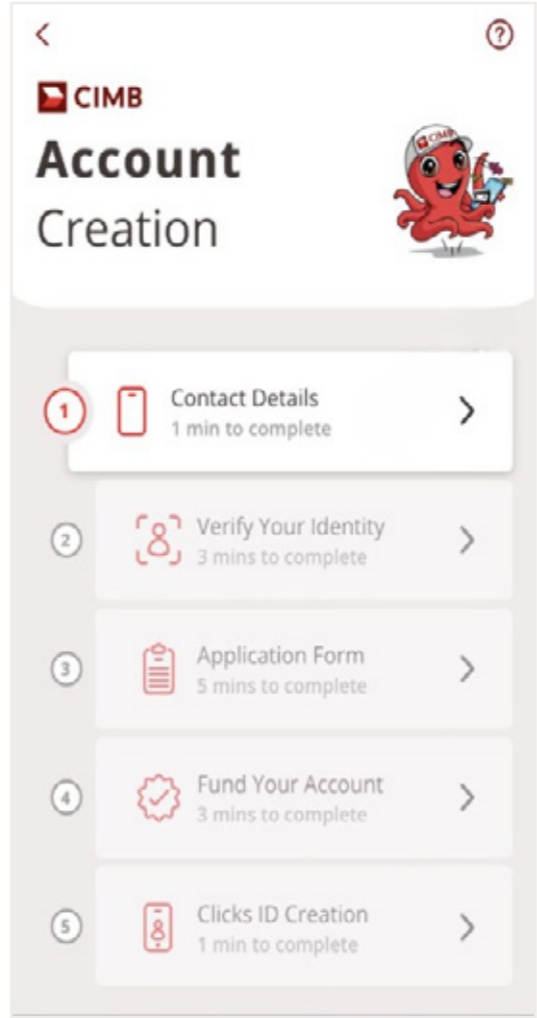 CIMB
Account
Creation
CIMB
1
Contact Details
1 min to complete
2
Verify Your Identity
3 mins to complete
3
Application Form
5 mins to complete
4
Fund Your Account
3 mins to complete
5
Clicks ID Creation
1 min to complete